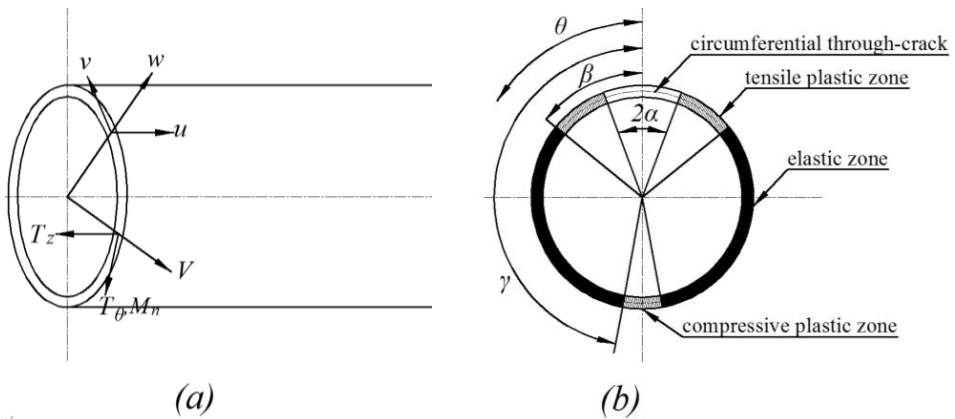 v
w
u
T_z
V
T_θ,M_n
(a)
θ
β
2α
γ
circumferential through-crack
tensile plastic zone
elastic zone
compressive plastic zone
(b)